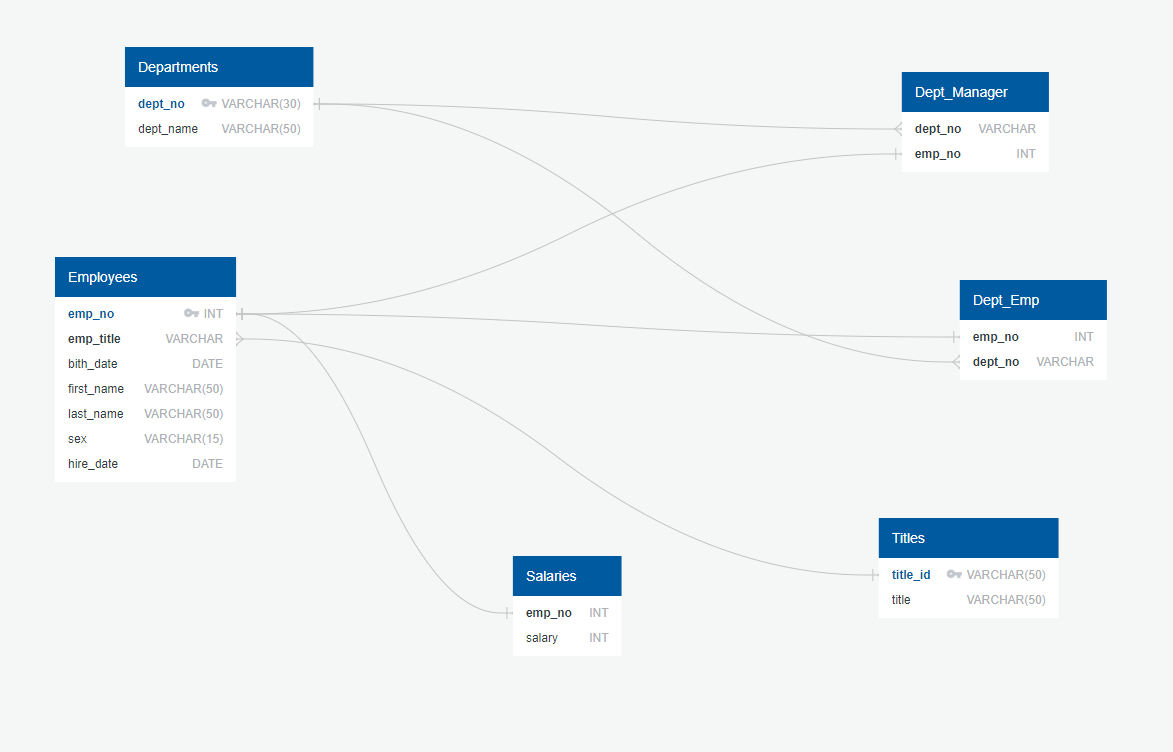 Departments
dept_no VARCHAR(30)
dept_name VARCHAR(50)
Dept_Manager
dept_no VARCHAR
emp_no INT
Employees
emp_no INT
emp_title VARCHAR
bith_date DATE
first_name VARCHAR(50)
last_name VARCHAR(50)
sex VARCHAR(15)
hire_date DATE
Dept_Emp
emp_no INT
dept_no VARCHAR
Salaries
emp_no INT
salary INT
Titles
title_id VARCHAR(50)
title VARCHAR(50)